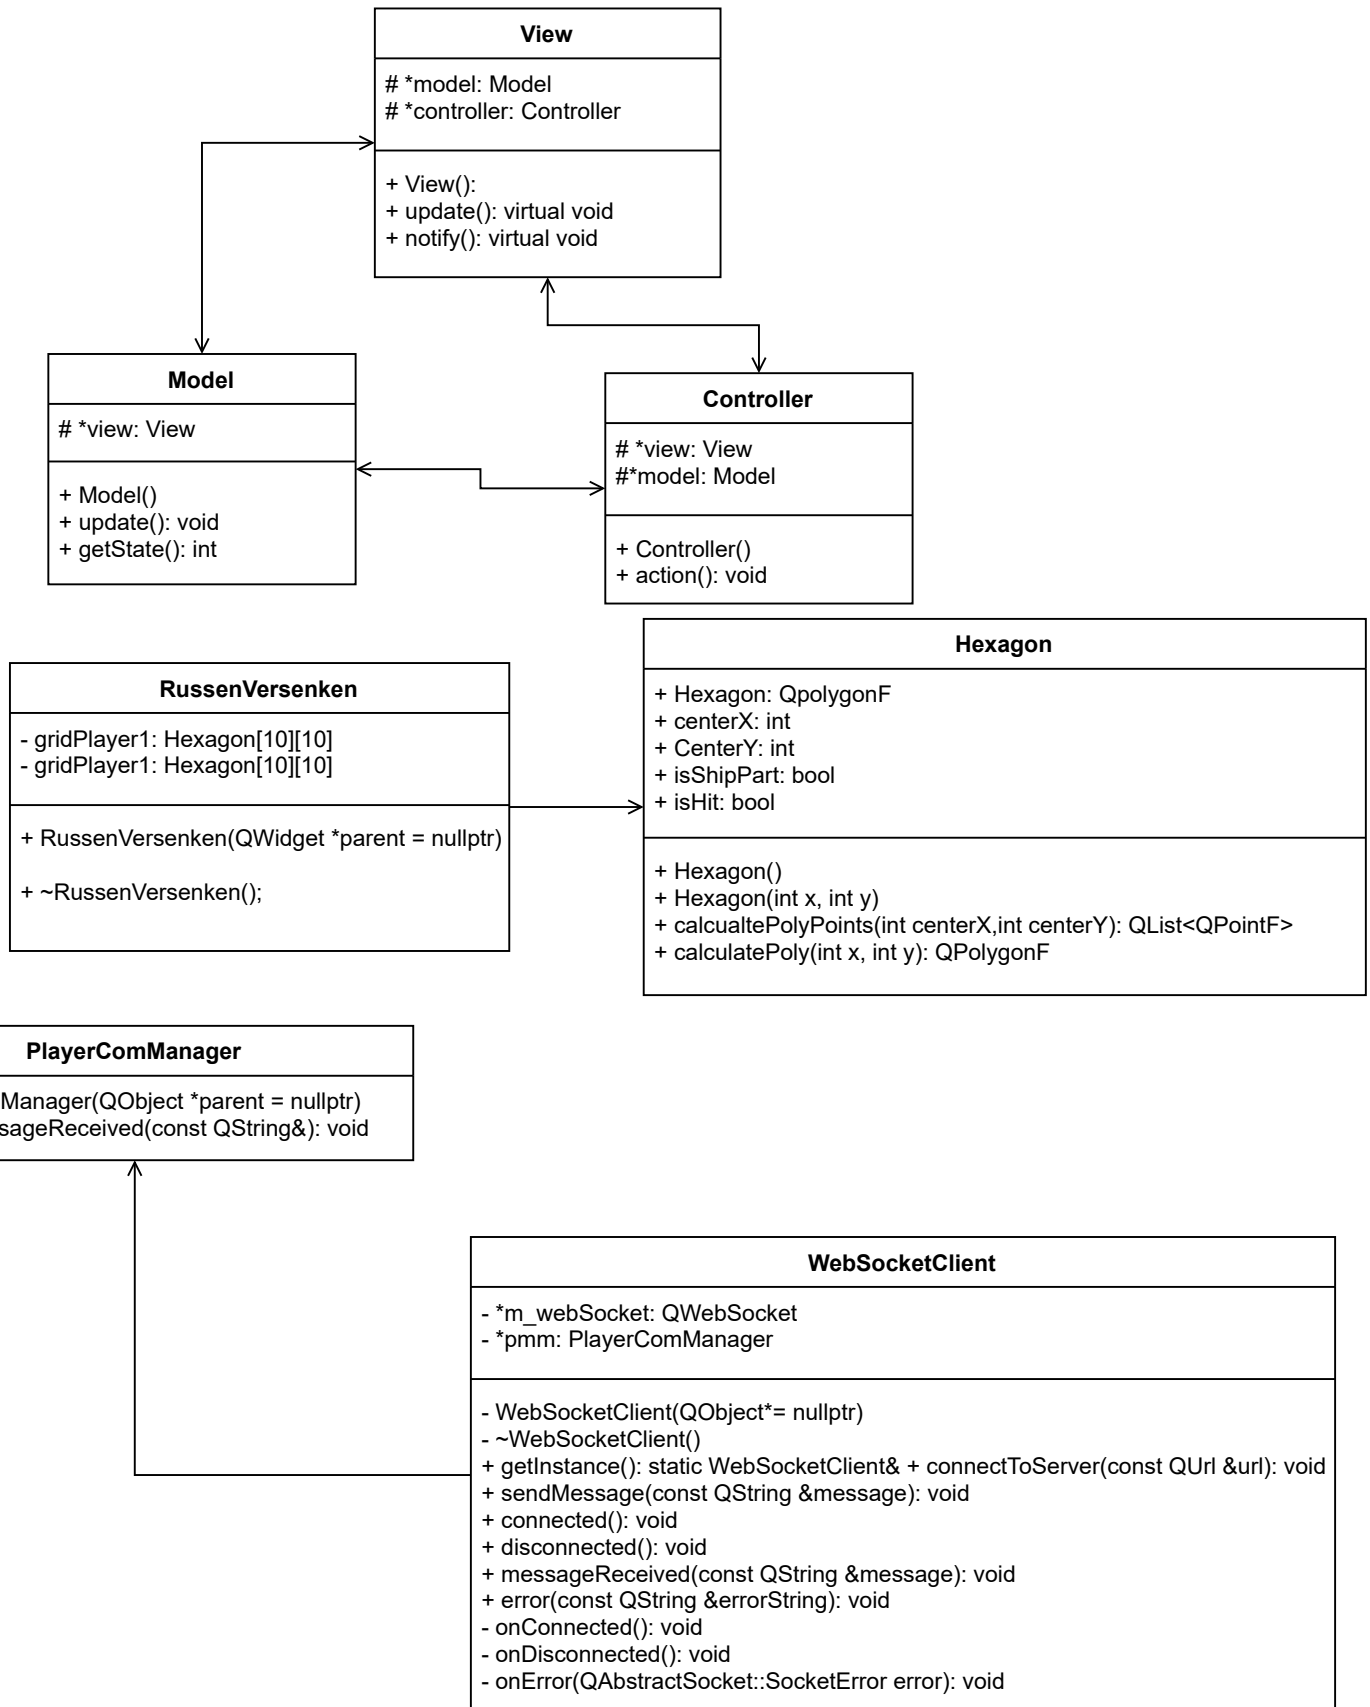 View
# *model: Model
# *controller: Controller
+ View():
+ update(): virtual void
+ notify(): virtual void
Model
# *view: View
+ Model()
+ update(): void
+ getState(): int
Controller
# *view: View
#*model: Model
+ Controller()
+ action(): void
RussenVersenken
- gridPlayer1: Hexagon[10][10]
- gridPlayer1: Hexagon[10][10]
+ RussenVersenken(QWidget *parent = nullptr)
+ ~RussenVersenken();
Hexagon
+ Hexagon: QpolygonF
+ centerX: int
+ CenterY: int
+ isShipPart: bool
+ isHit: bool
+ Hexagon()
+ Hexagon(int x, int y)
+ calcualtePolyPoints(int centerX,int centerY): QList<QPointF>
+ calculatePoly(int x, int y): QPolygonF
PlayerComManager
Manager(QObject *parent = nullptr)
sageReceived(const QString&): void
WebSocketClient
- *m_webSocket: QWebSocket
- *pmm: PlayerComManager
- WebSocketClient(QObject*= nullptr)
- ~WebSocketClient()
+ getInstance(): static WebSocketClient& + connectToServer(const QUrl &url): void
+ sendMessage(const QString &message): void
+ connected(): void
+ disconnected(): void
+ messageReceived(const QString &message): void
+ error(const QString &errorString): void
- onConnected(): void
- onDisconnected(): void
- onError(QAbstractSocket::SocketError error): void